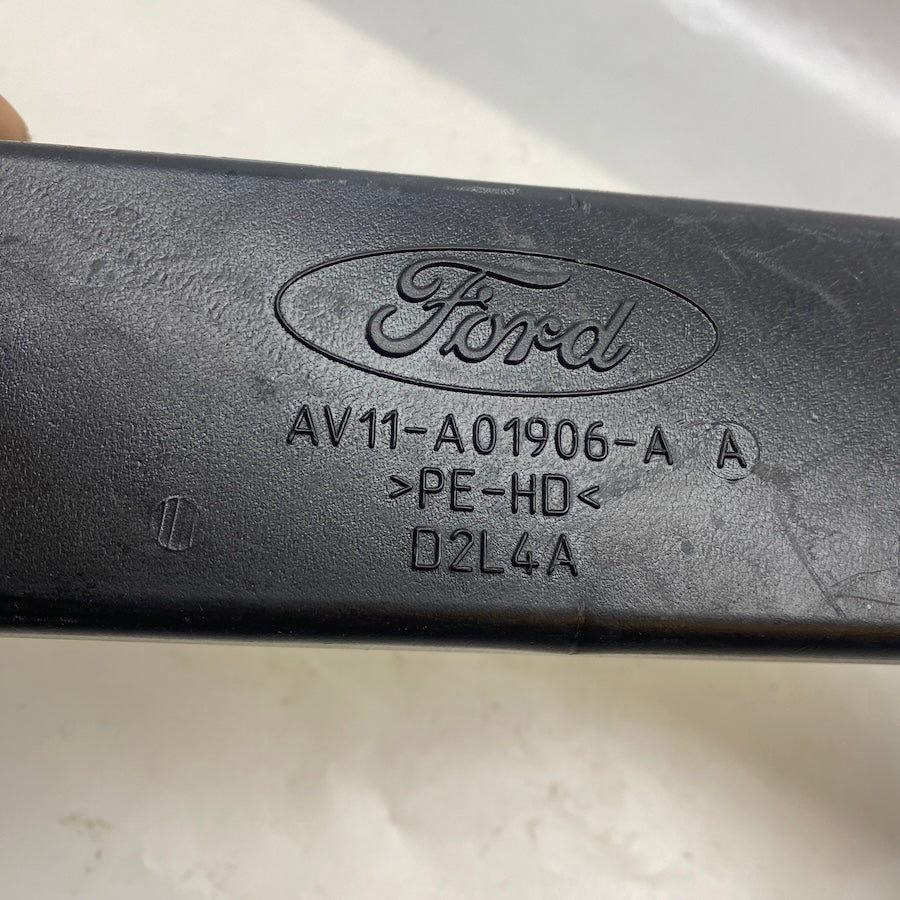 Ford
AV11-A01906-A A
>PE-HD<
D2L4A